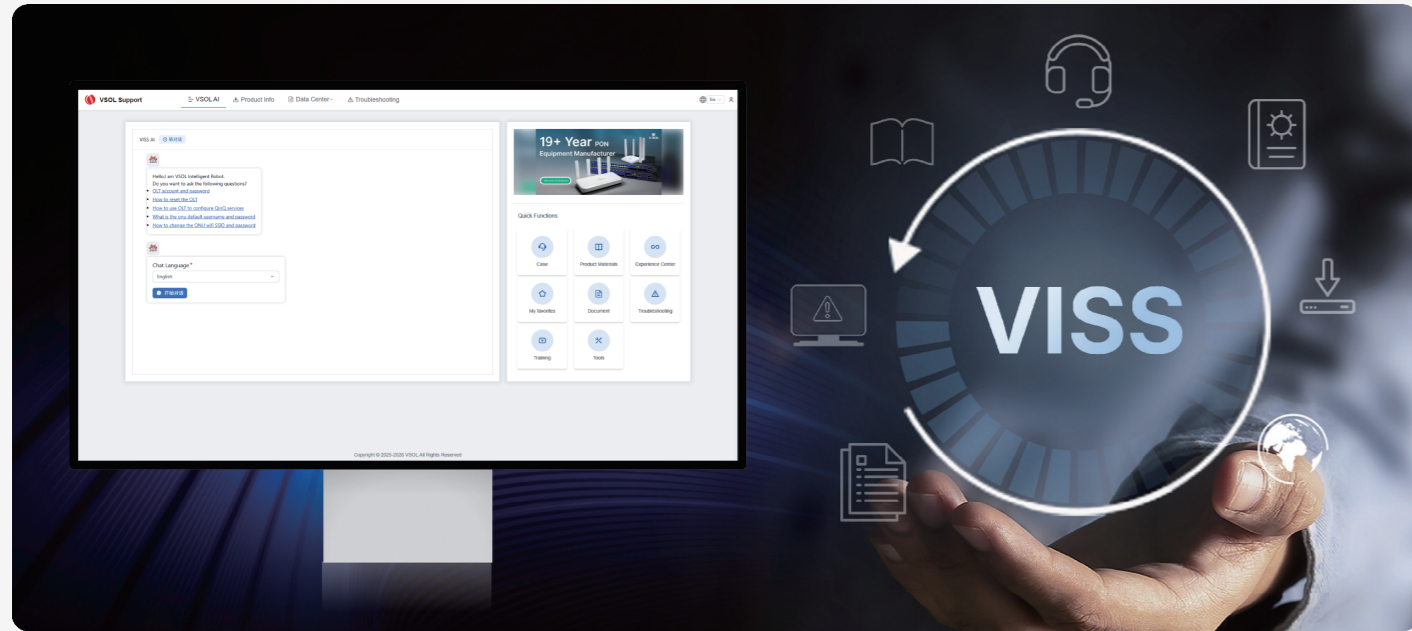 VSOL Support
VSOL AI
Product Info
Data Center
Troubleshooting
En
VISS AI
新对话
Hello,I am VSOL Intelligent Robot.
Do you want to ask the following questions?
OLT account and password
How to reset the OLT
How to use OLT to configure QinQ services
What is the onu default username and password
How to change the ONU wifi SSID and password
Chat Language *
English
开始对话
19+ Year PON
Equipment Manufacturer
Quick Functions
Case
Product Materials
Experience Center
My favorites
Document
Troubleshooting
Training
Tools
Copyright © 2023-2026 VSOL All Rights Reserved
VISS